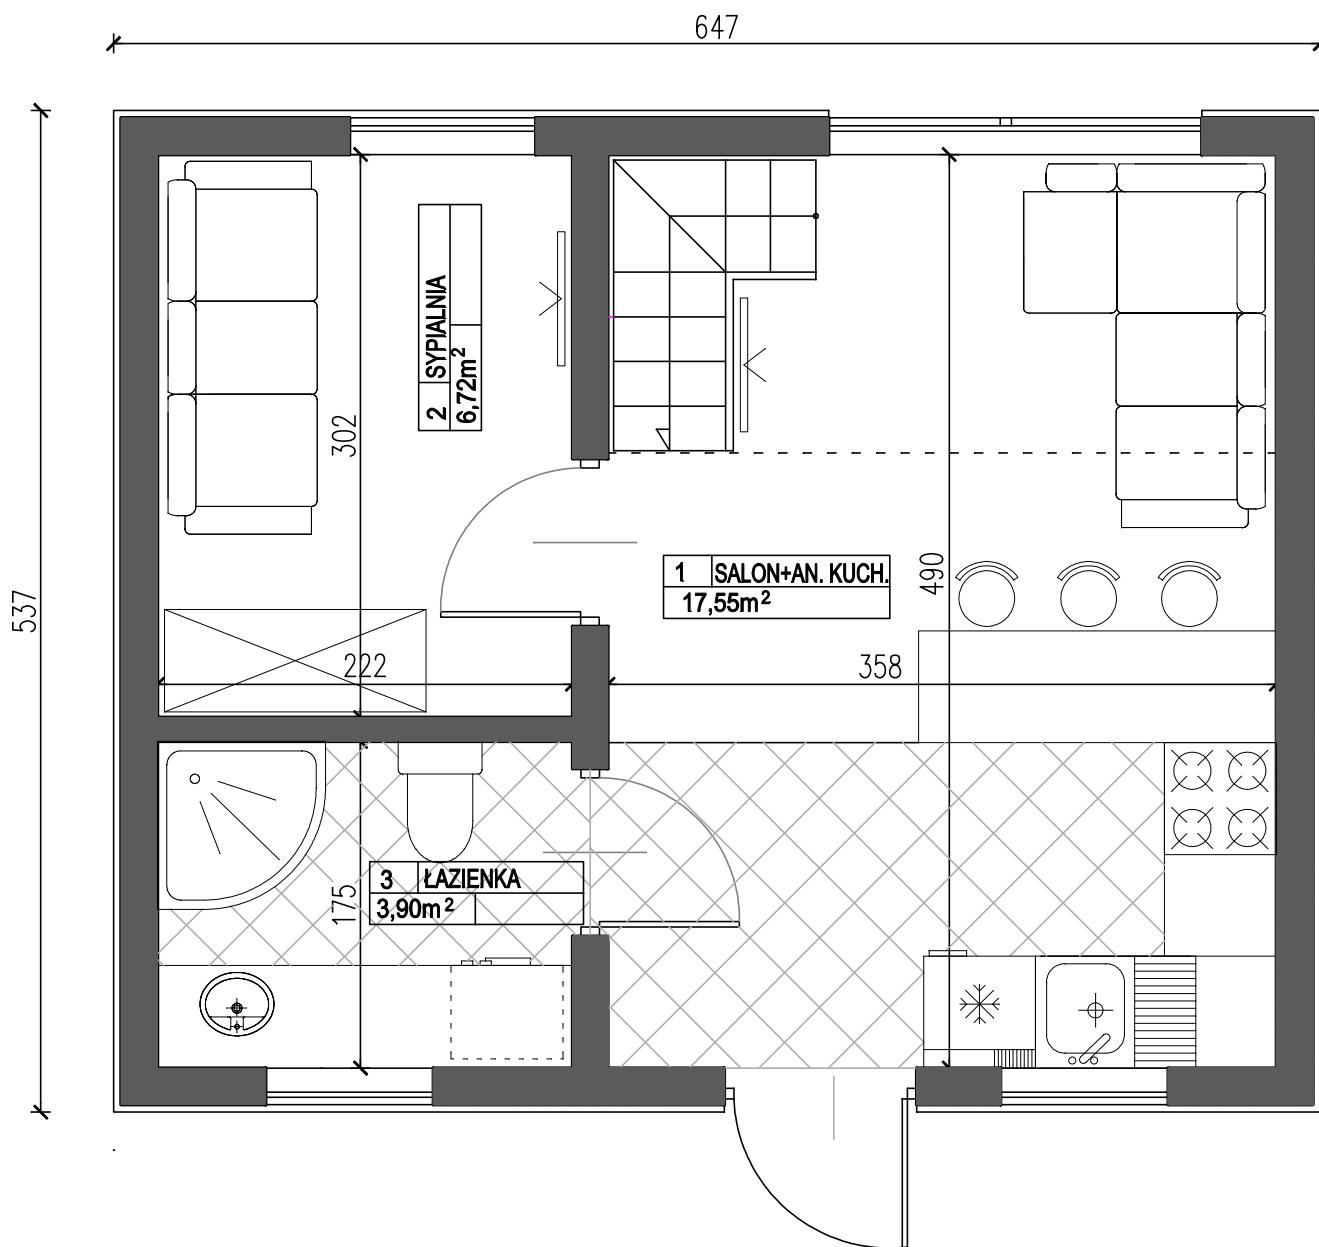 647
537
2 SYPIALNIA
6,72m²
302
1 SALON+AN. KUCH.
17,55m²
490
222
358
3 ŁAZIENKA
3,90m²
175